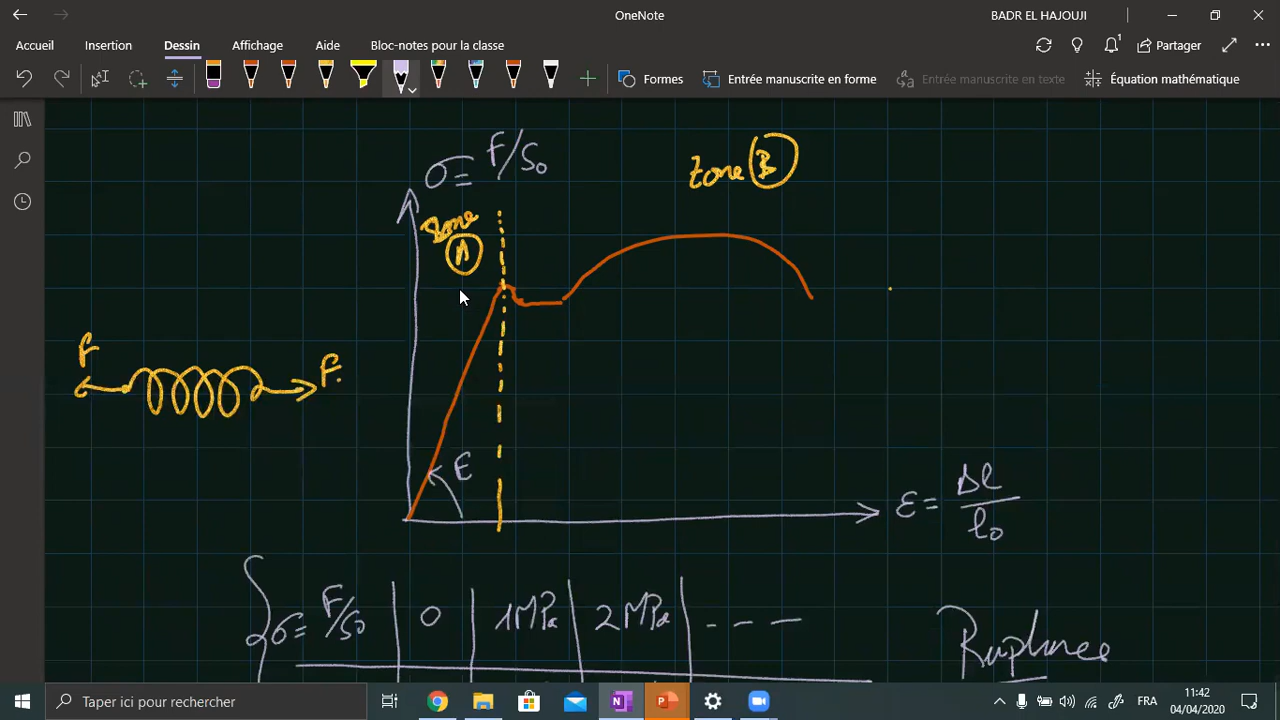 OneNote
BADR EL HAJOUJI
Accueil Insertion Dessin Affichage Aide Bloc-notes pour la classe
Partager
Formes Entrée manuscrite en forme Entrée manuscrite en texte Équation mathématique
σ = F/S₀
zone B
zone A
F F
E
ε = Δl/l₀
σ = F/S₀ | 0 | 1MPa | 2MPa | - - -
Rupture
Taper ici pour rechercher
FRA
11:42
04/04/2020